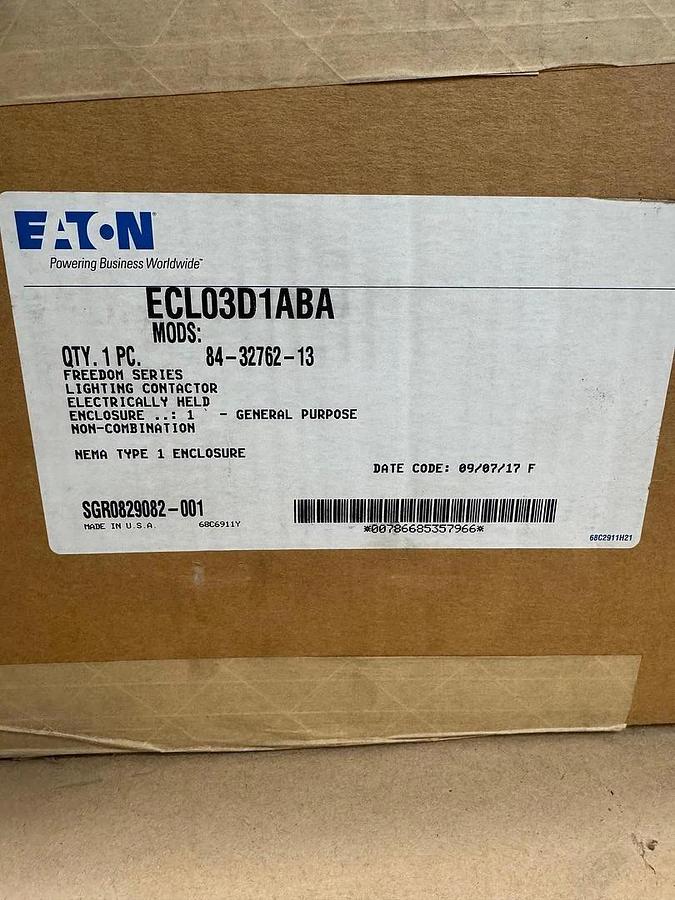 EATON
Powering Business Worldwide™
ECL03D1ABA
MODS:
QTY. 1 PC. 84-32762-13
FREEDOM SERIES
LIGHTING CONTACTOR
ELECTRICALLY HELD
ENCLOSURE ..: 1 - GENERAL PURPOSE
NON-COMBINATION
NEMA TYPE 1 ENCLOSURE
DATE CODE: 09/07/17 F
SGR0829082-001
MADE IN U.S.A. 68C6911Y
*00786685357966*
68C2911H21